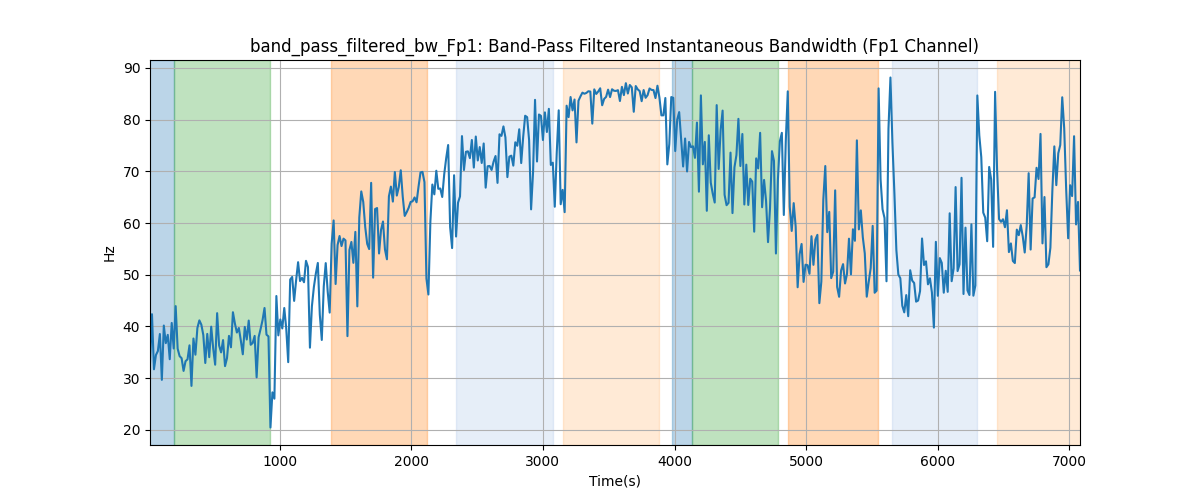 band_pass_filtered_bw_Fp1: Band-Pass Filtered Instantaneous Bandwidth (Fp1 Channel)
90
80
70
60
50
40
30
20
Hz
1000 2000 3000 4000 5000 6000 7000
Time(s)